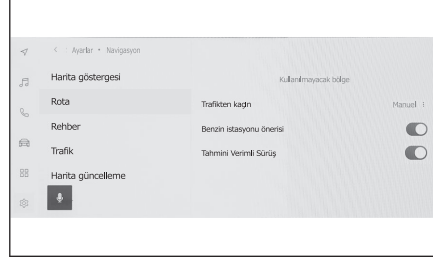 Ayarlar • Navigasyon
Harita göstergesi
Kullanılmayacak bölge
Rota
Trafikten kaçın
Manuel
Rehber
Benzin istasyonu önerisi
Trafik
Tahmini Verimli Sürüş
Harita güncelleme